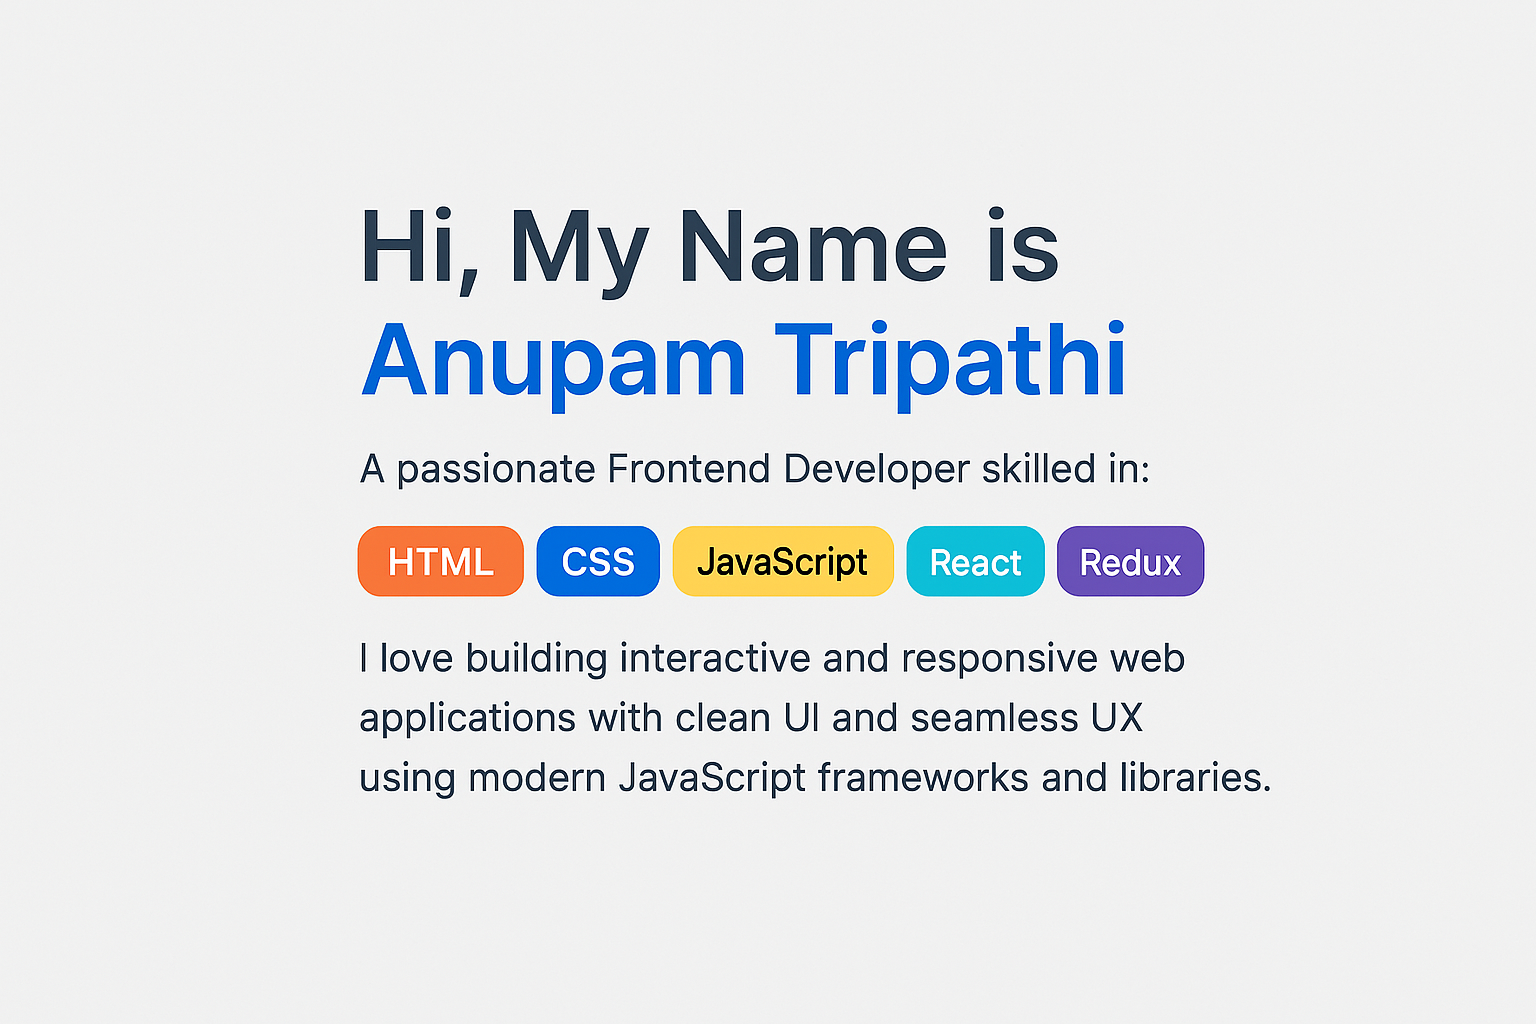 Hi, My Name is
Anupam Tripathi
A passionate Frontend Developer skilled in:
HTML CSS JavaScript React Redux
I love building interactive and responsive web
applications with clean UI and seamless UX
using modern JavaScript frameworks and libraries.